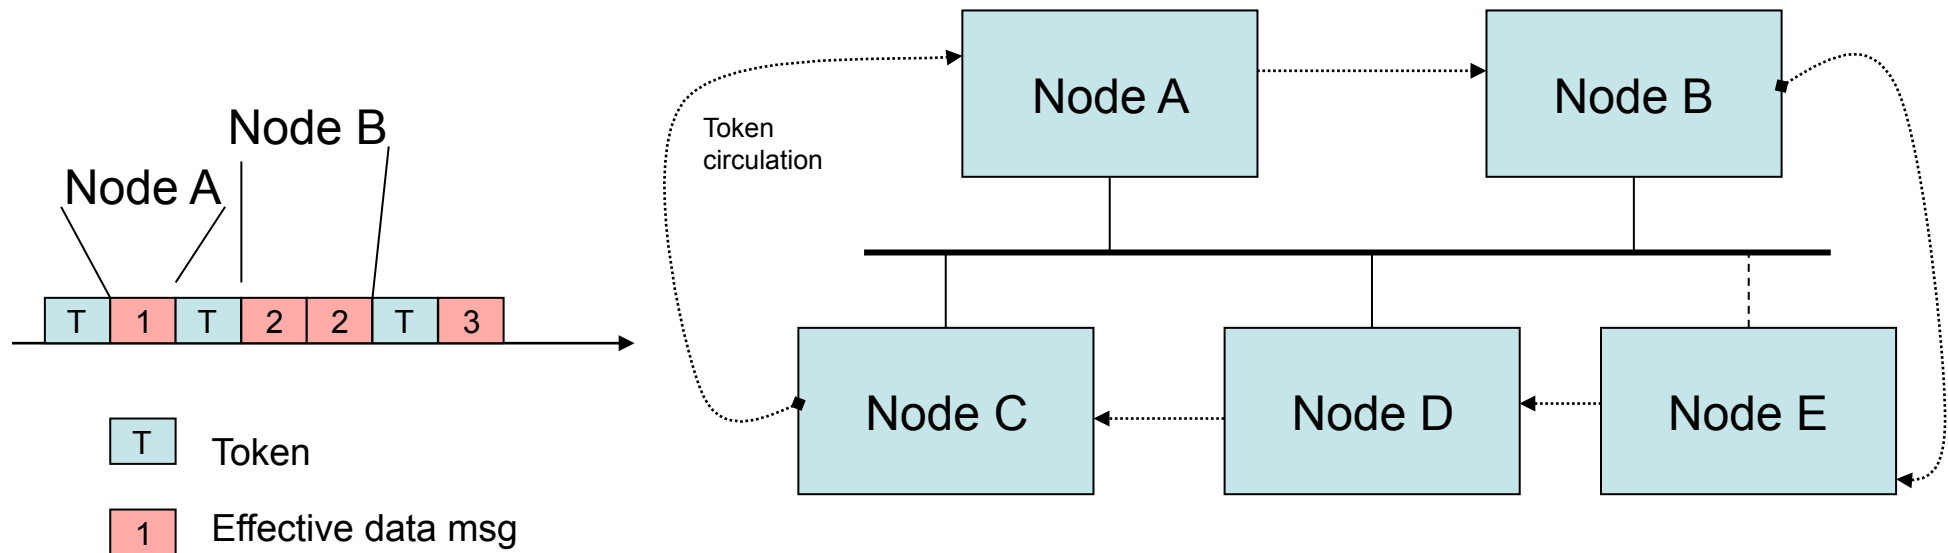 Node B
Node A
T 1 T 2 2 T 3
T Token
1 Effective data msg
Token
circulation
Node A
Node B
Node C
Node D
Node E